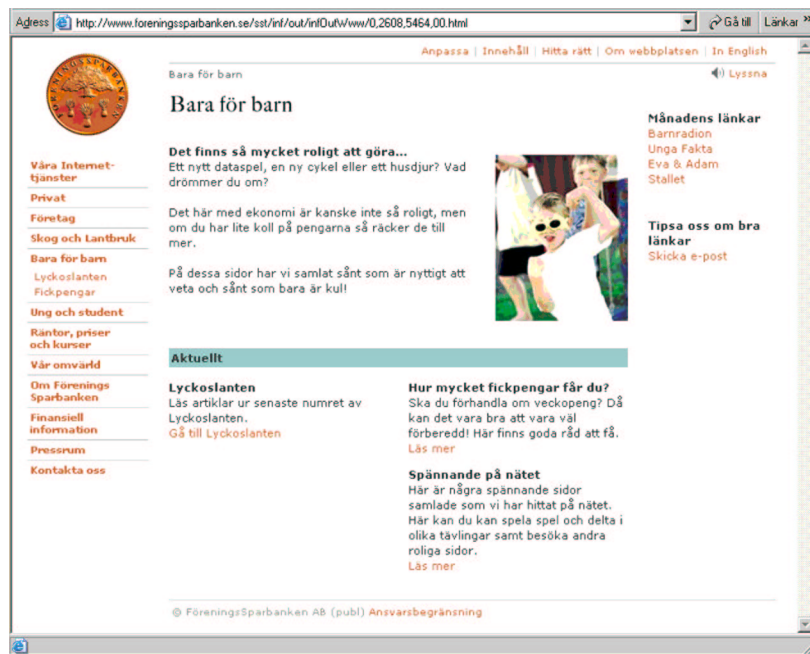 Adress http://www.foreningssparbanken.se/sst/inf/out/infOutWww/0,2608,5464,00.html Gå till Länkar »
Anpassa | Innehåll | Hitta rätt | Om webbplatsen | In English
FÖRENINGSSPARBANKEN
Bara för barn
Lyssna
Bara för barn
Våra Internet-
tjänster
Privat
Företag
Skog och Lantbruk
Bara för barn
Lyckoslanten
Fickpengar
Ung och student
Räntor, priser
och kurser
Vår omvärld
Om Förenings
Sparbanken
Finansiell
information
Pressrum
Kontakta oss
Det finns så mycket roligt att göra...
Ett nytt dataspel, en ny cykel eller ett husdjur? Vad
drömmer du om?
Det här med ekonomi är kanske inte så roligt, men
om du har lite koll på pengarna så räcker de till
mer.
På dessa sidor har vi samlat sånt som är nyttigt att
veta och sånt som bara är kul!
Månadens länkar
Barnradion
Unga Fakta
Eva & Adam
Stallet
Tipsa oss om bra
länkar
Skicka e-post
Aktuellt
Lyckoslanten
Läs artiklar ur senaste numret av
Lyckoslanten.
Gå till Lyckoslanten
Hur mycket fickpengar får du?
Ska du förhandla om veckopeng? Då
kan det vara bra att vara väl
förberedd! Här finns goda råd att få.
Läs mer
Spännande på nätet
Här är några spännande sidor
samlade som vi har hittat på nätet.
Här kan du kan spela spel och delta i
olika tävlingar samt besöka andra
roliga sidor.
Läs mer
© FöreningsSparbanken AB (publ) Ansvarsbegränsning